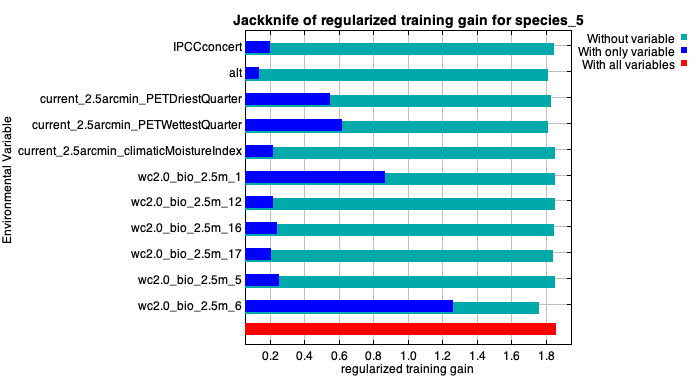 Jackknife of regularized training gain for species_5
Without variable
With only variable
With all variables
Environmental Variable
IPCCconcert
alt
current_2.5arcmin_PETDriestQuarter
current_2.5arcmin_PETWettestQuarter
current_2.5arcmin_climaticMoistureIndex
wc2.0_bio_2.5m_1
wc2.0_bio_2.5m_12
wc2.0_bio_2.5m_16
wc2.0_bio_2.5m_17
wc2.0_bio_2.5m_5
wc2.0_bio_2.5m_6
0.2 0.4 0.6 0.8 1.0 1.2 1.4 1.6 1.8
regularized training gain